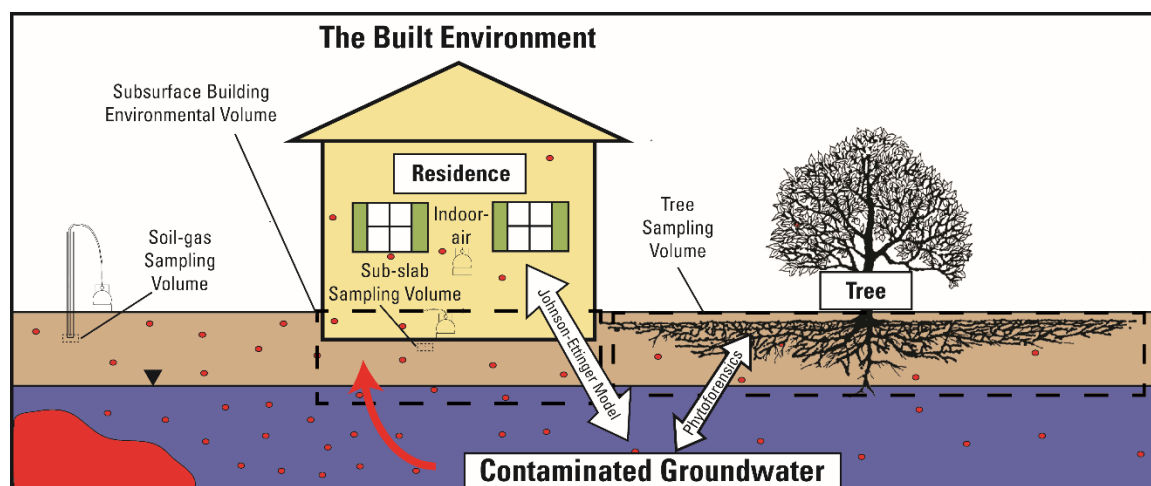 The Built Environment
Subsurface Building
Environmental Volume
Residence
Indoor-
air
Soil-gas
Sampling
Volume
Sub-slab
Sampling Volume
Tree
Sampling
Volume
Tree
Johnson-Ettinger Model
Phytoforensics
Contaminated Groundwater